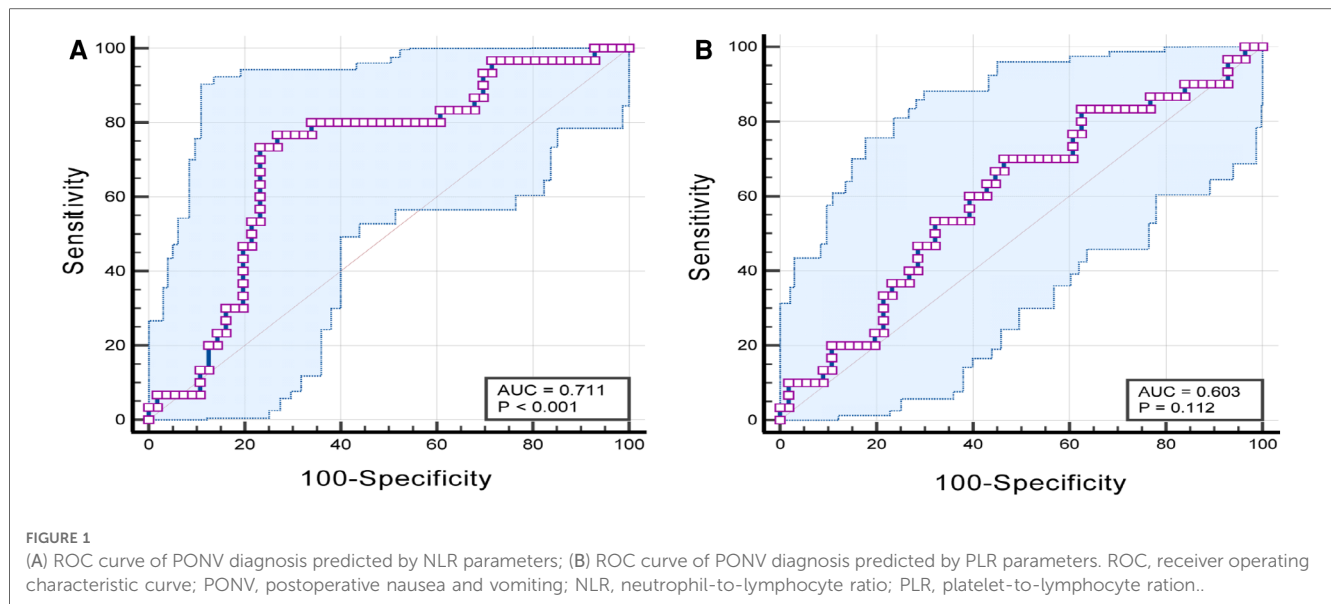 A
100
80
60
40
20
0
Sensitivity
0 20 40 60 80 100
100-Specificity
AUC = 0.711
P < 0.001
B
100
80
60
40
20
0
Sensitivity
0 20 40 60 80 100
100-Specificity
AUC = 0.603
P = 0.112
FIGURE 1
(A) ROC curve of PONV diagnosis predicted by NLR parameters; (B) ROC curve of PONV diagnosis predicted by PLR parameters. ROC, receiver operating
characteristic curve; PONV, postoperative nausea and vomiting; NLR, neutrophil-to-lymphocyte ratio; PLR, platelet-to-lymphocyte ration..